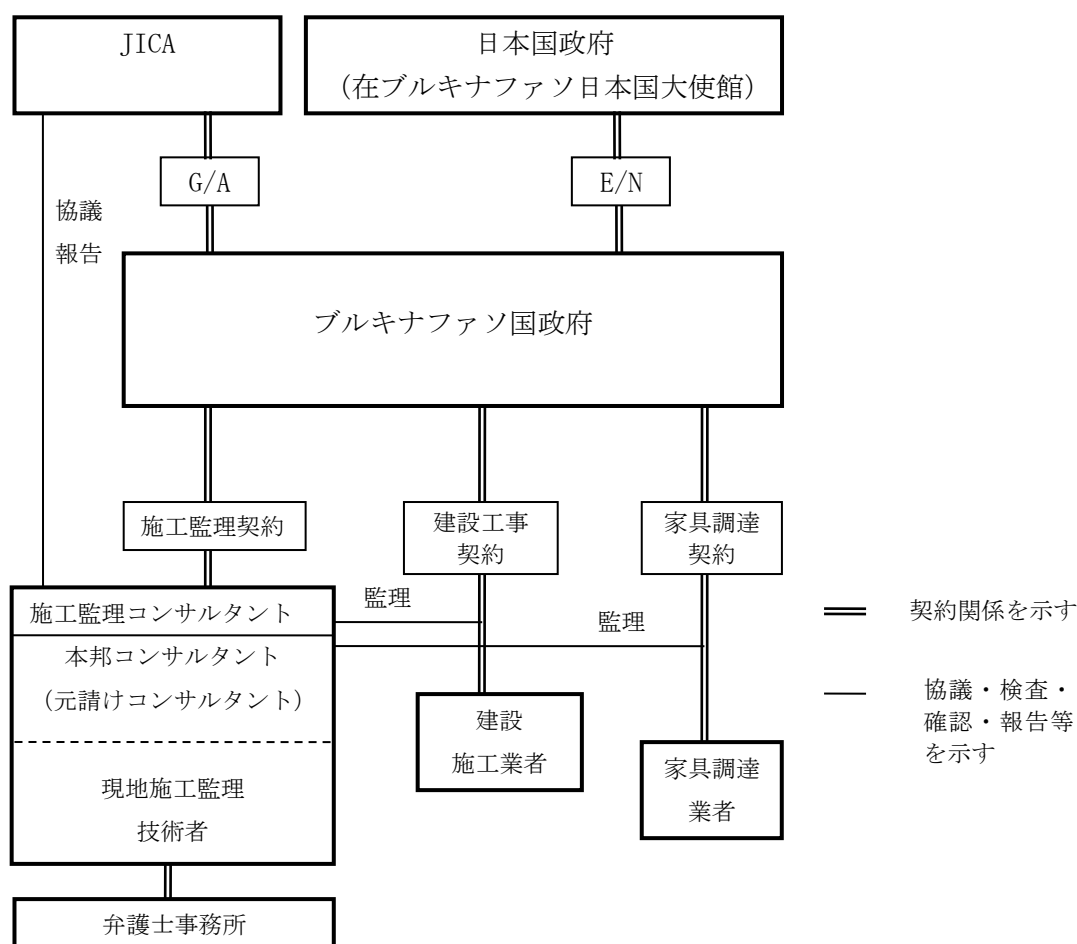 JICA
日本国政府
(在ブルキナファソ日本国大使館)
G/A
E/N
協議
報告
ブルキナファソ国政府
施工監理契約
建設工事
契約
家具調達
契約
施工監理コンサルタント
監理
監理
本邦コンサルタント
(元請けコンサルタント)
現地施工監理
技術者
建設
施工業者
家具調達
業者
弁護士事務所
契約関係を示す
協議・検査・
確認・報告等
を示す